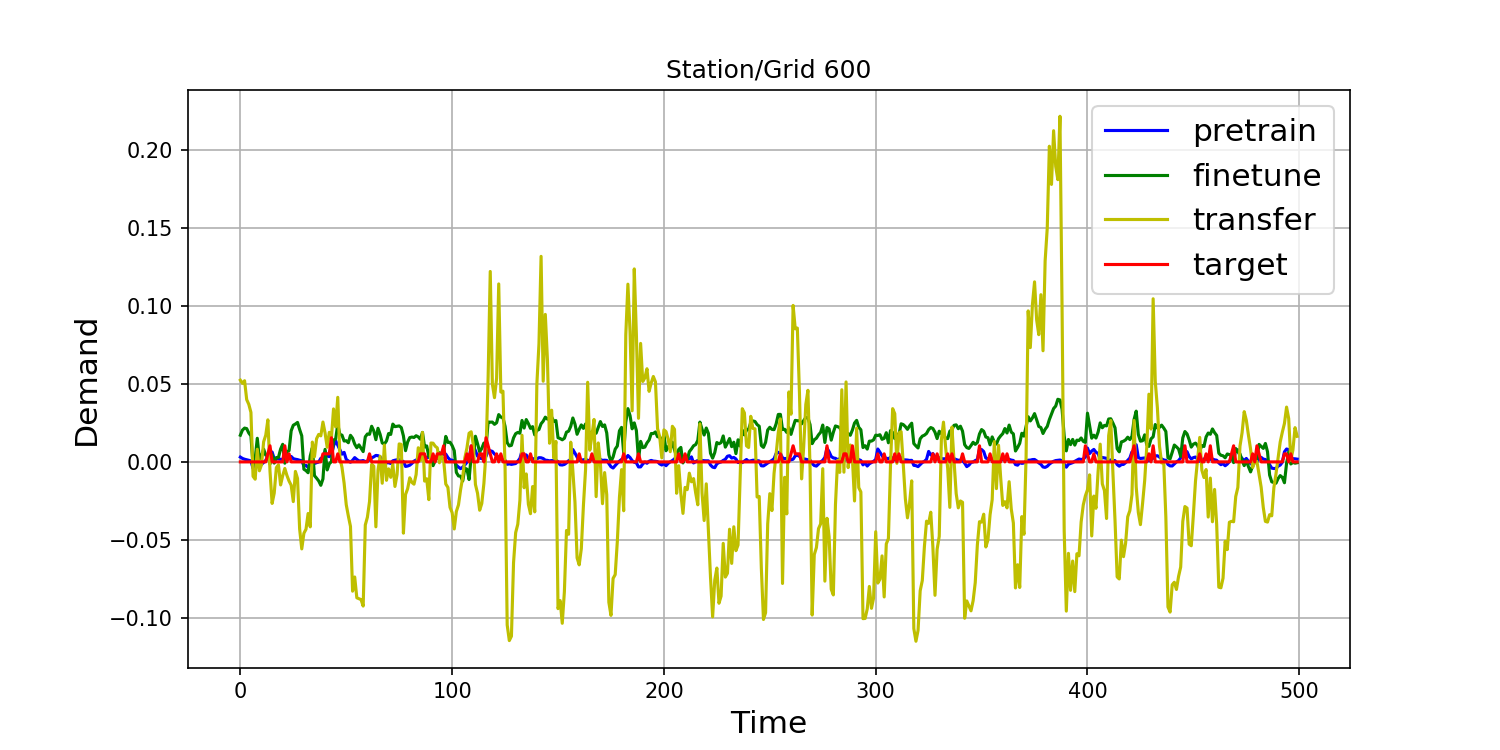 Station/Grid 600
pretrain
finetune
transfer
target
0.20
0.15
0.10
0.05
0.00
−0.05
−0.10
Demand
0 100 200 300 400 500
Time